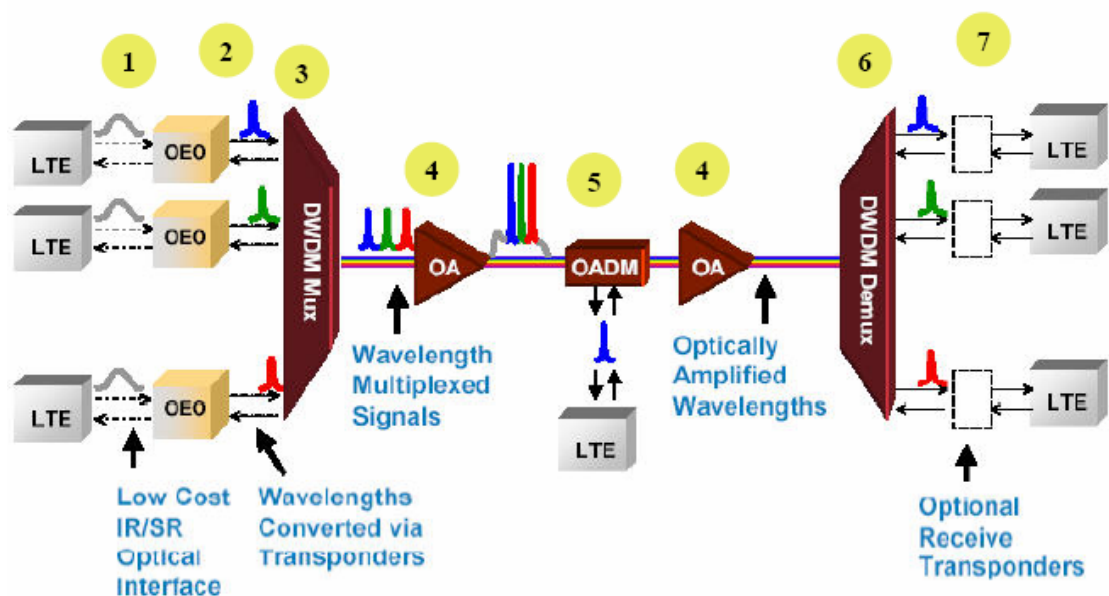 1
2
3
4
5
4
6
7
LTE
OEO
LTE
OEO
LTE
OEO
DWDM Mux
OA
OADM
OA
DWDM Demux
LTE
LTE
LTE
LTE
Wavelength
Multiplexed
Signals
Optically
Amplified
Wavelengths
Low Cost
IR/SR
Optical
Interface
Wavelengths
Converted via
Transponders
Optional
Receive
Transponders